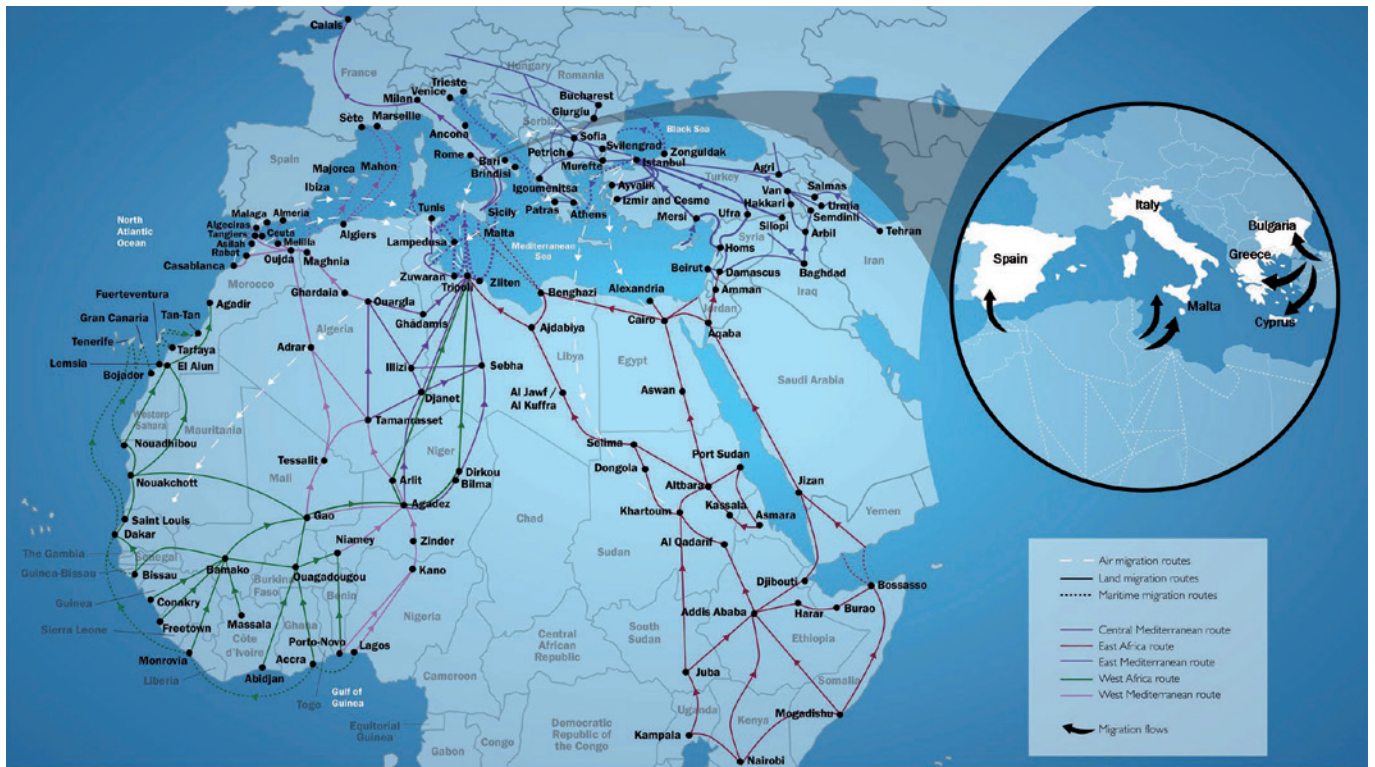 Calais
France
Hungary
Romania
Trieste
Venice
Milan
Bucharest
Giurgiu
Marseille
Sète
Serbia
Ancona
Sofia
Black Sea
Svilengrad
Zonguldak
Petrich
Rome
Bari
Murefte
Istanbul
Spain
Majorca
Mahon
Brindisi
Agri
Turkey
Igoumenitsa
Ayvalik
Van
Salmas
Ibiza
Izmir and Cesme
Hakkari
Urmia
Tunis
Sicily
Patras
Athens
Mersi
Ufra
Semdinli
Malaga
Almeria
North
Atlantic
Ocean
Algeciras
Tangiers
Ceuta
Silopi
Asilah
Melilla
Algiers
Lampedusa
Malta
Arbil
Tehran
Rabat
Oujda
Maghnia
Mediterranean
Sea
Syria
Homs
Casablanca
Iran
Morocco
Zuwaran
Beirut
Damascus
Baghdad
Tripoli
Zliten
Fuerteventura
Agadir
Ghardaia
Ouargla
Benghazi
Alexandria
Amman
Iraq
Gran Canaria
Tan-Tan
Jordan
Ghadamis
Ajdabiya
Cairo
Aqaba
Algeria
Tenerife
Tarfaya
Adrar
Libya
Egypt
Lemsia
El Aiun
Illizi
Sebha
Bojador
Saudi Arabia
Al Jawf /
Al Kuffra
Aswan
Djanet
Western
Sahara
Mauritania
Tamanrasset
Nouadhibou
Selima
Niger
Port Sudan
Tessalit
Dongola
Dirkou
Bilma
Nouakchott
Mali
Arlit
Altbara
Jizan
Agadez
Kassala
Khartoum
Asmara
Yemen
Saint Louis
Gao
Chad
Dakar
Zinder
Al Qadarif
Niamey
Sudan
The Gambia
Senegal
Guinea-Bissau
Bissau
Bamako
Burkina
Faso
Ouagadougou
Kano
Djibouti
Bossasso
Benin
Guinea
Conakry
Addis Ababa
Harar
Burao
Massala
Nigeria
Freetown
Ghana
Sierra Leone
Côte
d'Ivoire
Porto-Novo
Lagos
Central
African
Republic
South
Sudan
Ethiopia
Monrovia
Accra
Liberia
Abidjan
Cameroon
Juba
Somalia
Togo
Gulf of
Guinea
Uganda
Mogadishu
Equitorial
Guinea
Kenya
Gabon
Congo
Democratic
Republic of
the Congo
Kampala
Nairobi
Italy
Bulgaria
Spain
Greece
Malta
Cyprus
Air migration routes
Land migration routes
Maritime migration routes
Central Mediterranean route
East Africa route
East Mediterranean route
West Africa route
West Mediterranean route
Migration flows